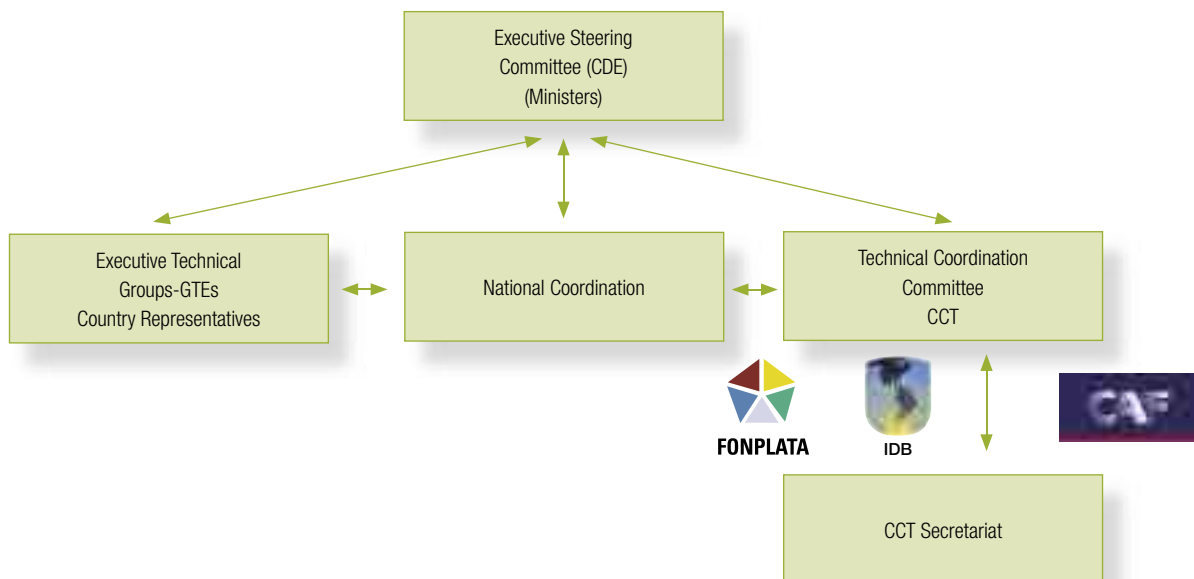 Executive Steering
Committee (CDE)
(Ministers)
Executive Technical
Groups-GTEs
Country Representatives
National Coordination
Technical Coordination
Committee
CCT
FONPLATA
IDB
CAF
CCT Secretariat